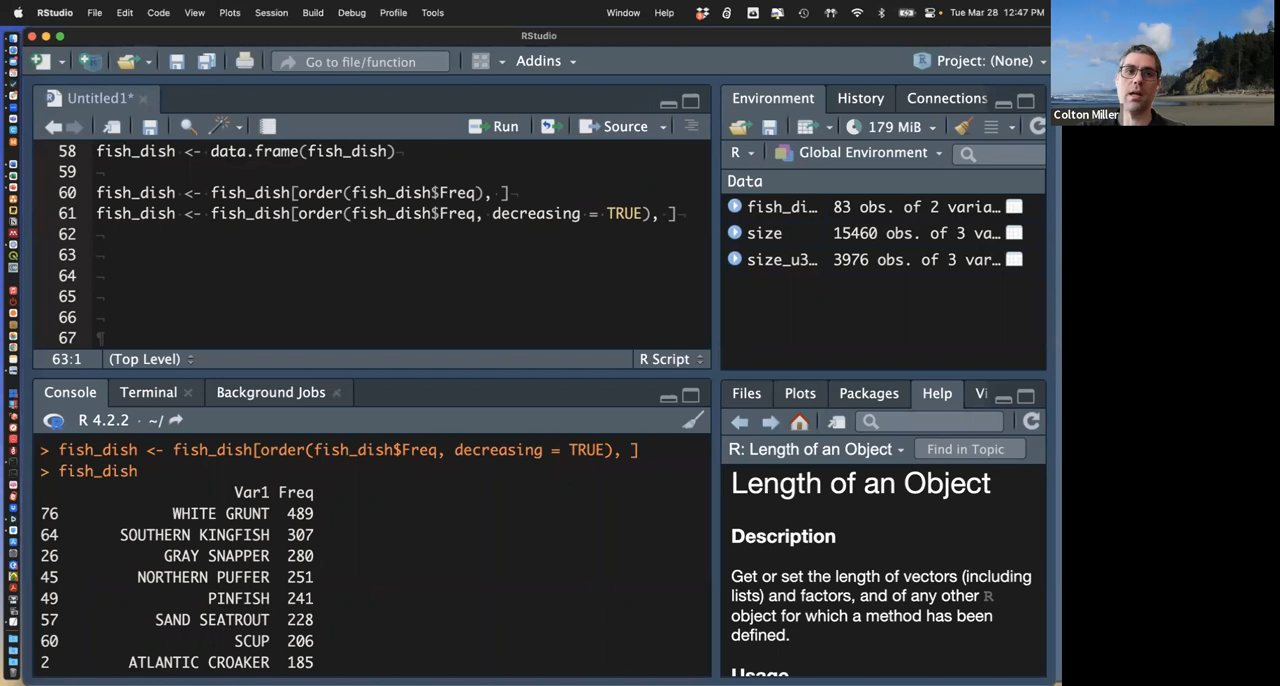 RStudio File Edit Code View Plots Session Build Debug Profile Tools Window Help Tue Mar 28 12:47 PM
RStudio
Go to file/function Addins Project: (None)
Untitled1*
Run Source
58 fish_dish <- data.frame(fish_dish)
59
60 fish_dish <- fish_dish[order(fish_dish$Freq), ]
61 fish_dish <- fish_dish[order(fish_dish$Freq, decreasing = TRUE), ]
62
63
64
65
66
67
63:1 (Top Level) R Script
Console Terminal Background Jobs
R 4.2.2 · ~/
> fish_dish <- fish_dish[order(fish_dish$Freq, decreasing = TRUE), ]
> fish_dish
Var1 Freq
76 WHITE GRUNT 489
64 SOUTHERN KINGFISH 307
26 GRAY SNAPPER 280
45 NORTHERN PUFFER 251
49 PINFISH 241
57 SAND SEATROUT 228
60 SCUP 206
2 ATLANTIC CROAKER 185
Environment History Connections
179 MiB
R Global Environment
Data
fish_di… 83 obs. of 2 varia…
size 15460 obs. of 3 va…
size_u3… 3976 obs. of 3 var…
Files Plots Packages Help Vi
R: Length of an Object Find in Topic
Length of an Object
Description
Get or set the length of vectors (including
lists) and factors, and of any other R
object for which a method has been
defined.
Usage
Colton Miller